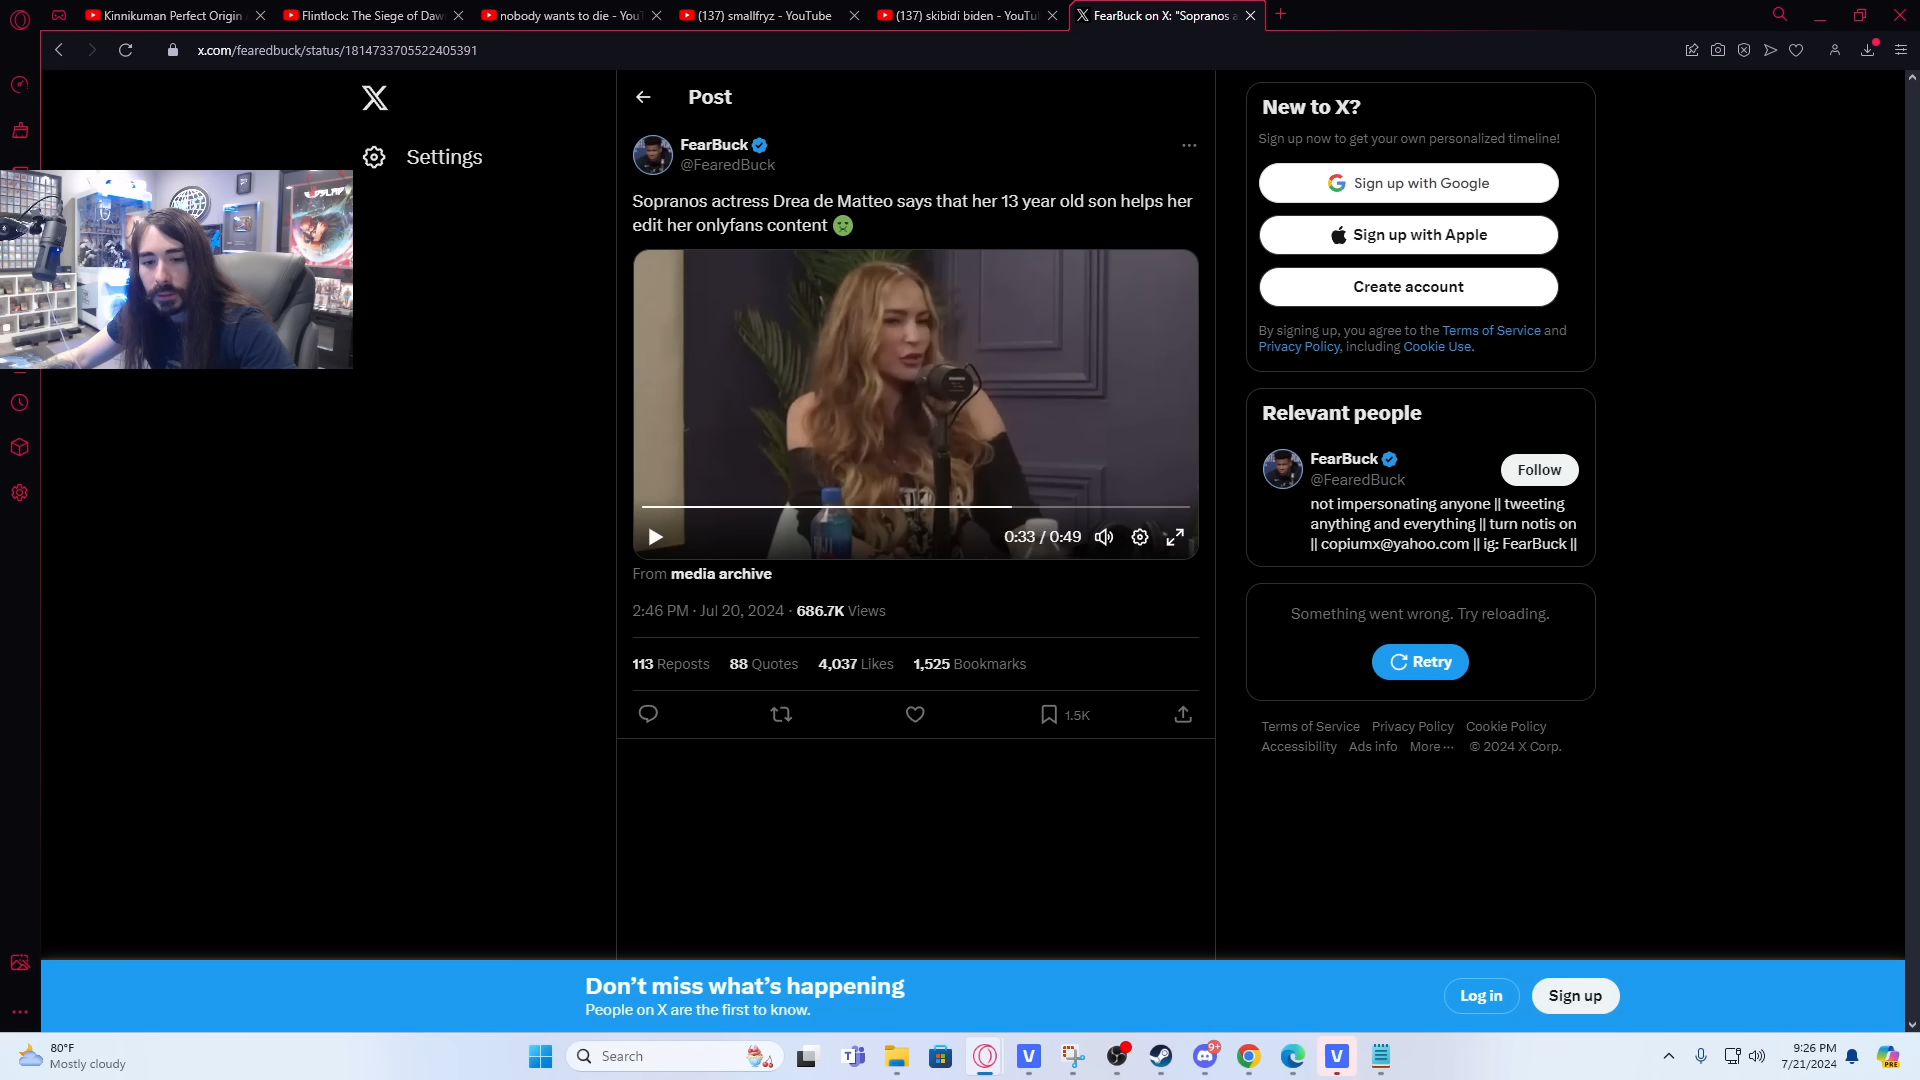 Kinnikuman Perfect Origin
Flintlock: The Siege of Daw
nobody wants to die - YouT
(137) smallfryz - YouTube
(137) skibidi biden - YouTu
FearBuck on X: "Sopranos a
x.com/fearedbuck/status/1814733705522405391
Settings
Post
FearBuck
@FearedBuck
Sopranos actress Drea de Matteo says that her 13 year old son helps her
edit her onlyfans content
FIJI
0:33 / 0:49
From media archive
2:46 PM · Jul 20, 2024 · 686.7K Views
113 Reposts 88 Quotes 4,037 Likes 1,525 Bookmarks
1.5K
New to X?
Sign up now to get your own personalized timeline!
Sign up with Google
Sign up with Apple
Create account
By signing up, you agree to the Terms of Service and
Privacy Policy, including Cookie Use.
Relevant people
FearBuck
@FearedBuck
Follow
not impersonating anyone || tweeting
anything and everything || turn notis on
|| copiumx@yahoo.com || ig: FearBuck ||
Something went wrong. Try reloading.
Retry
Terms of Service Privacy Policy Cookie Policy
Accessibility Ads info More ··· © 2024 X Corp.
Don't miss what's happening
People on X are the first to know.
Log in
Sign up
80°F
Mostly cloudy
Search
9+
9:26 PM
7/21/2024
PRE